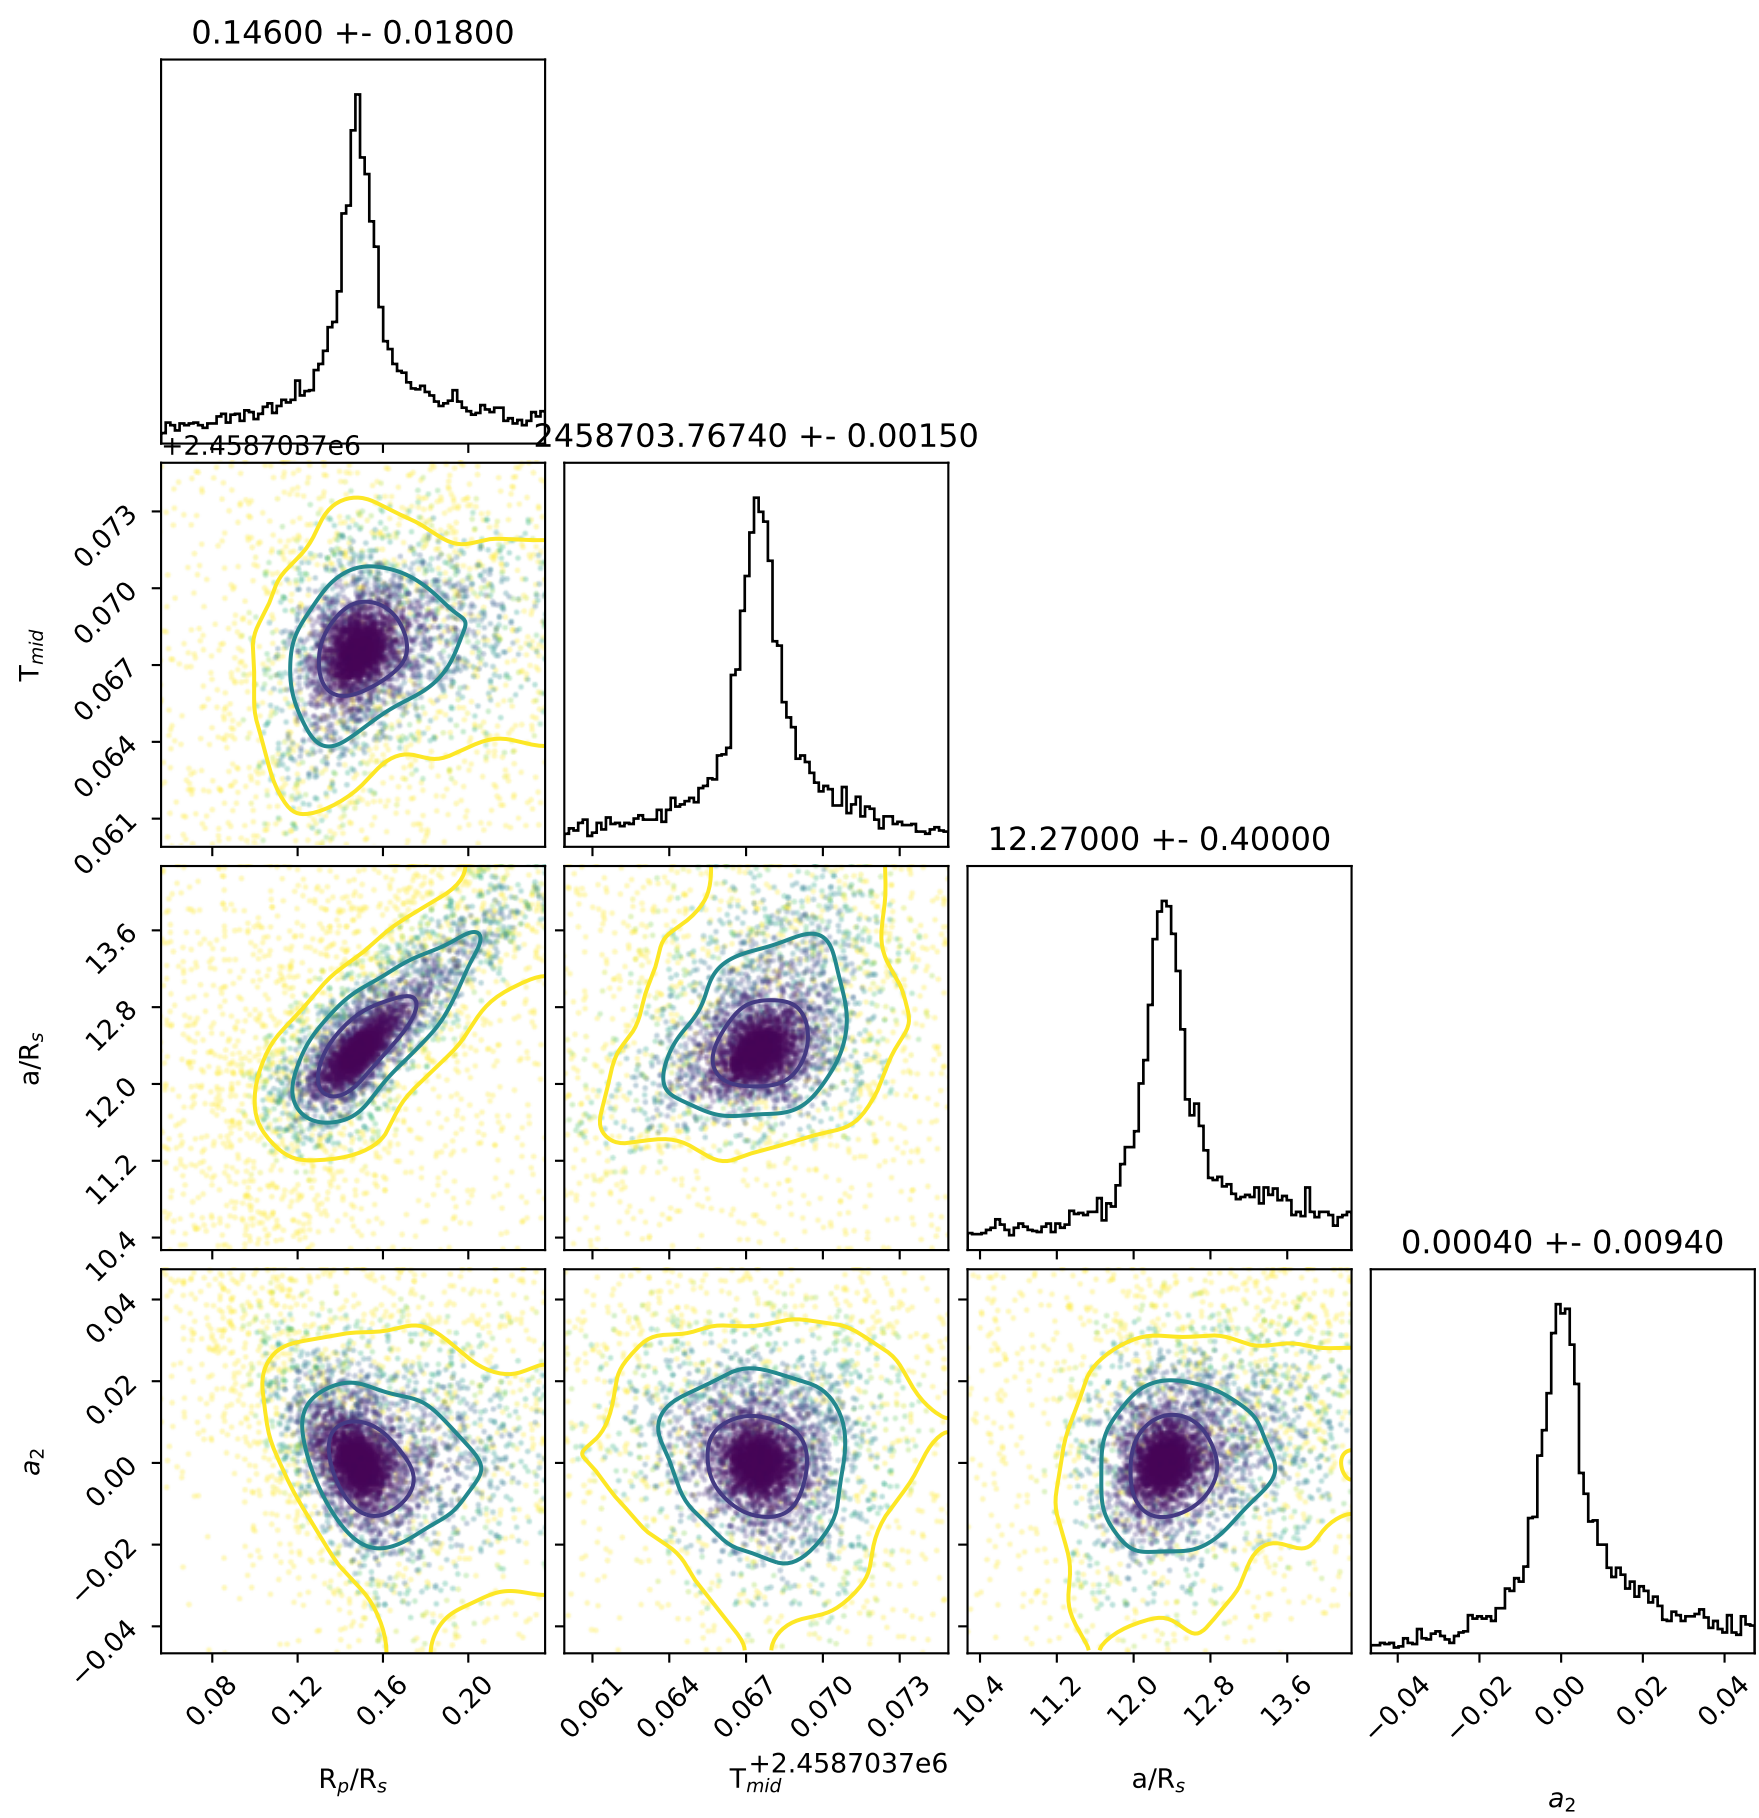 0.14600 +- 0.01800
+2.4587037e6
2458703.76740 +- 0.00150
T_mid
0.073
0.070
0.067
0.064
0.061
12.27000 +- 0.40000
a/R_s
13.6
12.8
12.0
11.2
10.4
0.00040 +- 0.00940
a_2
0.04
0.02
0.00
−0.02
−0.04
0.08 0.12 0.16 0.20
0.061 0.064 0.067 0.070 0.073
10.4 11.2 12.0 12.8 13.6
−0.04 −0.02 0.00 0.02 0.04
+2.4587037e6
R_p/R_s
T_mid
a/R_s
a_2